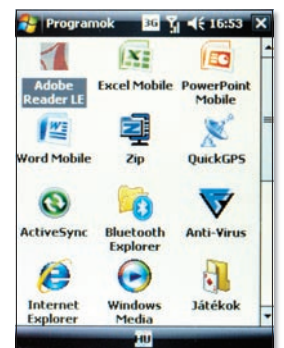 Programok 3G 16:53
Adobe Reader LE
Excel Mobile
PowerPoint Mobile
Word Mobile
Zip
QuickGPS
ActiveSync
Bluetooth Explorer
Anti-Virus
Internet Explorer
Windows Media
Játékok
HU